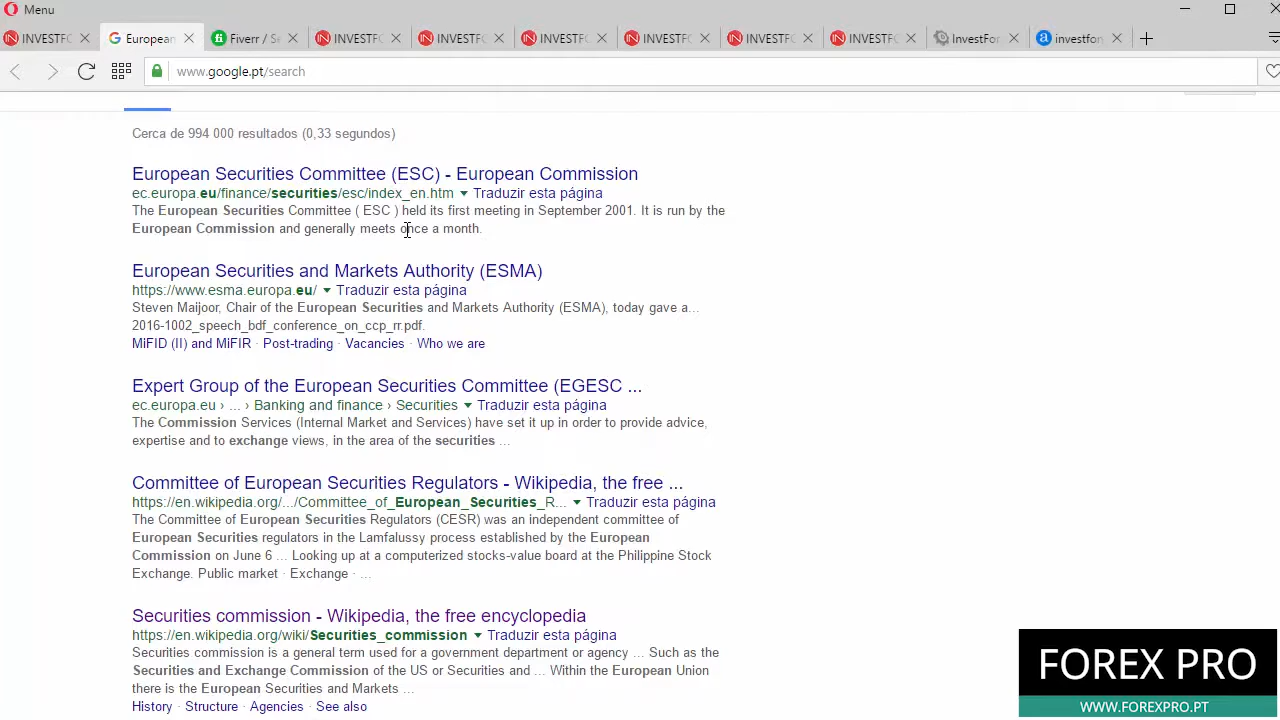 Menu
INVESTFO
European
Fiverr / Se
INVESTFO
INVESTFO
INVESTFO
INVESTFO
INVESTFO
INVESTFO
InvestFor
investfon
www.google.pt/search
Cerca de 994 000 resultados (0,33 segundos)
European Securities Committee (ESC) - European Commission
ec.europa.eu/finance/securities/esc/index_en.htm Traduzir esta página
The European Securities Committee ( ESC ) held its first meeting in September 2001. It is run by the
European Commission and generally meets once a month.
European Securities and Markets Authority (ESMA)
https://www.esma.europa.eu/ Traduzir esta página
Steven Maijoor, Chair of the European Securities and Markets Authority (ESMA), today gave a...
2016-1002_speech_bdf_conference_on_ccp_rr.pdf.
MiFID (II) and MiFIR · Post-trading · Vacancies · Who we are
Expert Group of the European Securities Committee (EGESC ...
ec.europa.eu › ... › Banking and finance › Securities Traduzir esta página
The Commission Services (Internal Market and Services) have set it up in order to provide advice,
expertise and to exchange views, in the area of the securities ...
Committee of European Securities Regulators - Wikipedia, the free ...
https://en.wikipedia.org/.../Committee_of_European_Securities_R... Traduzir esta página
The Committee of European Securities Regulators (CESR) was an independent committee of
European Securities regulators in the Lamfalussy process established by the European
Commission on June 6 ... Looking up at a computerized stocks-value board at the Philippine Stock
Exchange. Public market · Exchange · ...
Securities commission - Wikipedia, the free encyclopedia
https://en.wikipedia.org/wiki/Securities_commission Traduzir esta página
Securities commission is a general term used for a government department or agency ... Such as the
Securities and Exchange Commission of the US or Securities and ... Within the European Union
there is the European Securities and Markets ...
History · Structure · Agencies · See also
FOREX PRO
WWW.FOREXPRO.PT